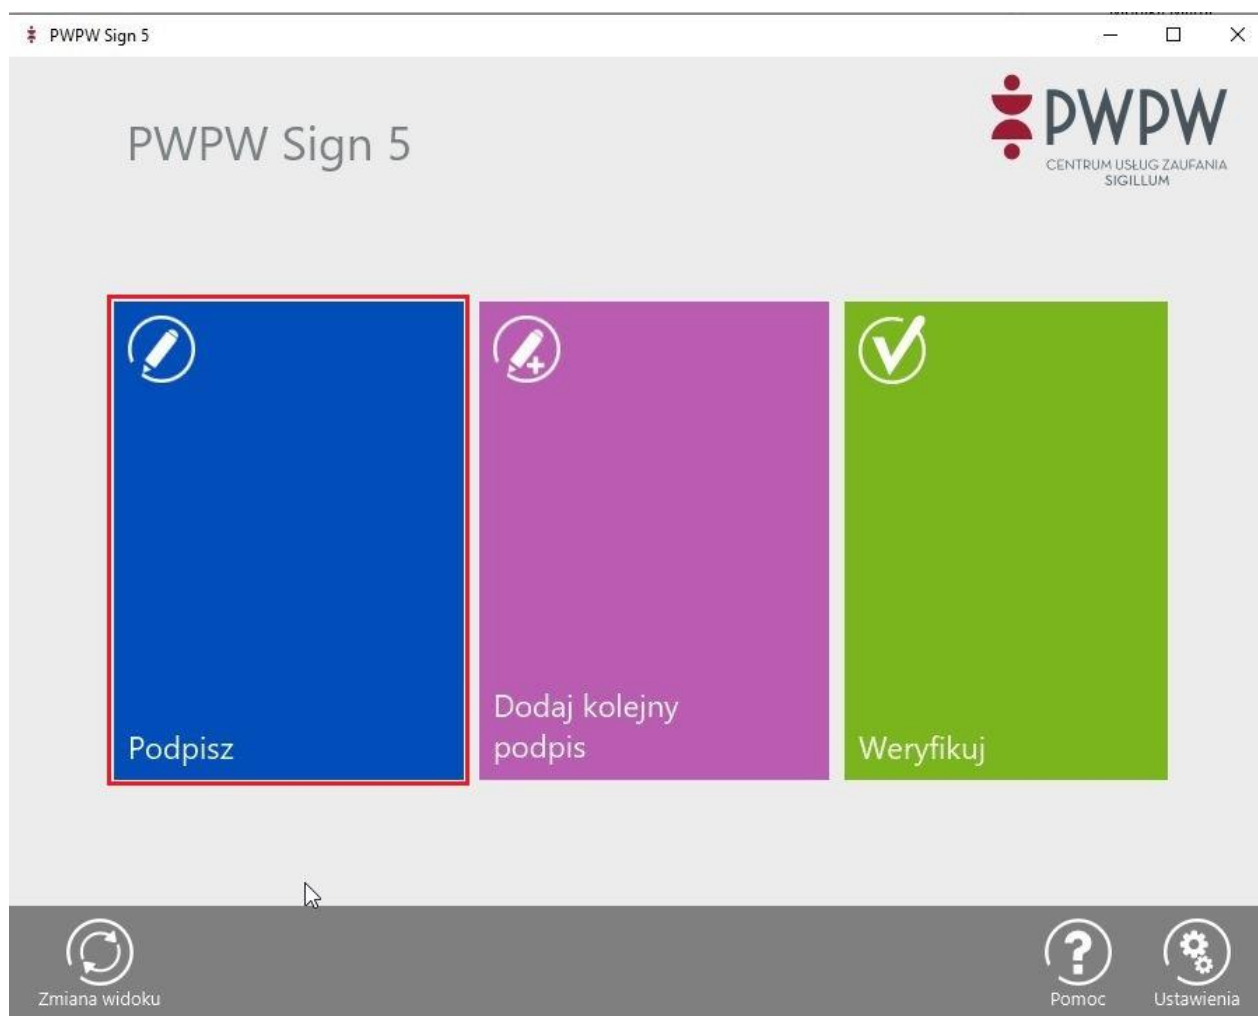 PWPW Sign 5
PWPW Sign 5
PWPW
CENTRUM USŁUG ZAUFANIA
SIGILLUM
Podpisz
Dodaj kolejny
podpis
Weryfikuj
Zmiana widoku
Pomoc
Ustawienia